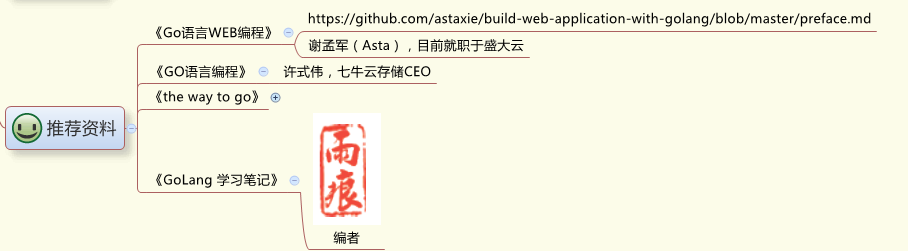 推荐资料
《Go语言WEB编程》
https://github.com/astaxie/build-web-application-with-golang/blob/master/preface.md
谢孟军（Asta），目前就职于盛大云
《GO语言编程》
许式伟，七牛云存储CEO
《the way to go》
《GoLang 学习笔记》
雨痕
编者